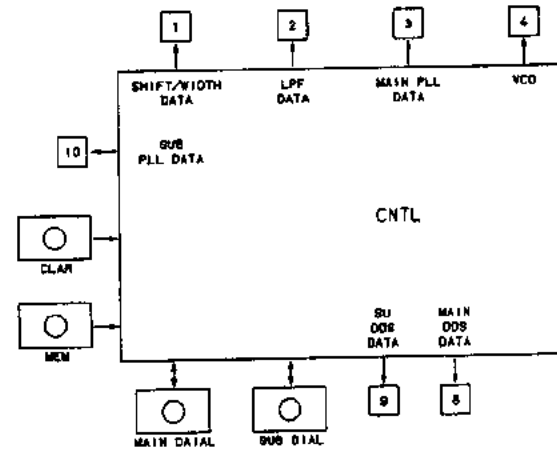 1
2
3
4
SHIFT/WIDTH
DATA
LPF
DATA
MAIN PLL
DATA
VCO
10
SUB
PLL DATA
CNTL
CLAR
MEM
SU
DDS
DATA
MAIN
DDS
DATA
MAIN DAIAL
SUB DIAL
9
8